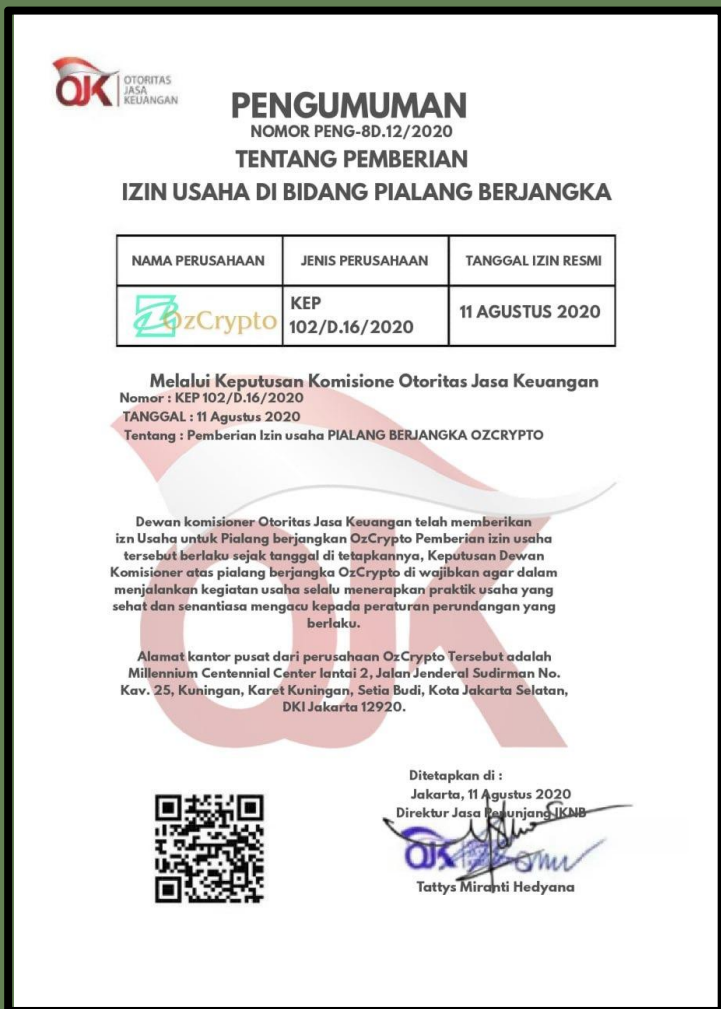 OJK OTORITAS
JASA
KEUANGAN
PENGUMUMAN
NOMOR PENG-8D.12/2020
TENTANG PEMBERIAN
IZIN USAHA DI BIDANG PIALANG BERJANGKA
NAMA PERUSAHAAN JENIS PERUSAHAAN TANGGAL IZIN RESMI
OzCrypto KEP 102/D.16/2020 11 AGUSTUS 2020
Melalui Keputusan Komisione Otoritas Jasa Keuangan
Nomor : KEP 102/D.16/2020
TANGGAL : 11 Agustus 2020
Tentang : Pemberian Izin usaha PIALANG BERJANGKA OZCRYPTO
Dewan komisioner Otoritas Jasa Keuangan telah memberikan
izn Usaha untuk Pialang berjangkan OzCrypto Pemberian izin usaha
tersebut berlaku sejak tanggal di tetapkannya, Keputusan Dewan
Komisioner atas pialang berjangka OzCrypto di wajibkan agar dalam
menjalankan kegiatan usaha selalu menerapkan praktik usaha yang
sehat dan senantiasa mengacu kepada peraturan perundangan yang
berlaku.
Alamat kantor pusat dari perusahaan OzCrypto Tersebut adalah
Millennium Centennial Center lantai 2, Jalan Jenderal Sudirman No.
Kav. 25, Kuningan, Karet Kuningan, Setia Budi, Kota Jakarta Selatan,
DKI Jakarta 12920.
Ditetapkan di :
Jakarta, 11 Agustus 2020
Direktur Jasa Penunjang IKNB
OJK
Tattys Miranti Hedyana